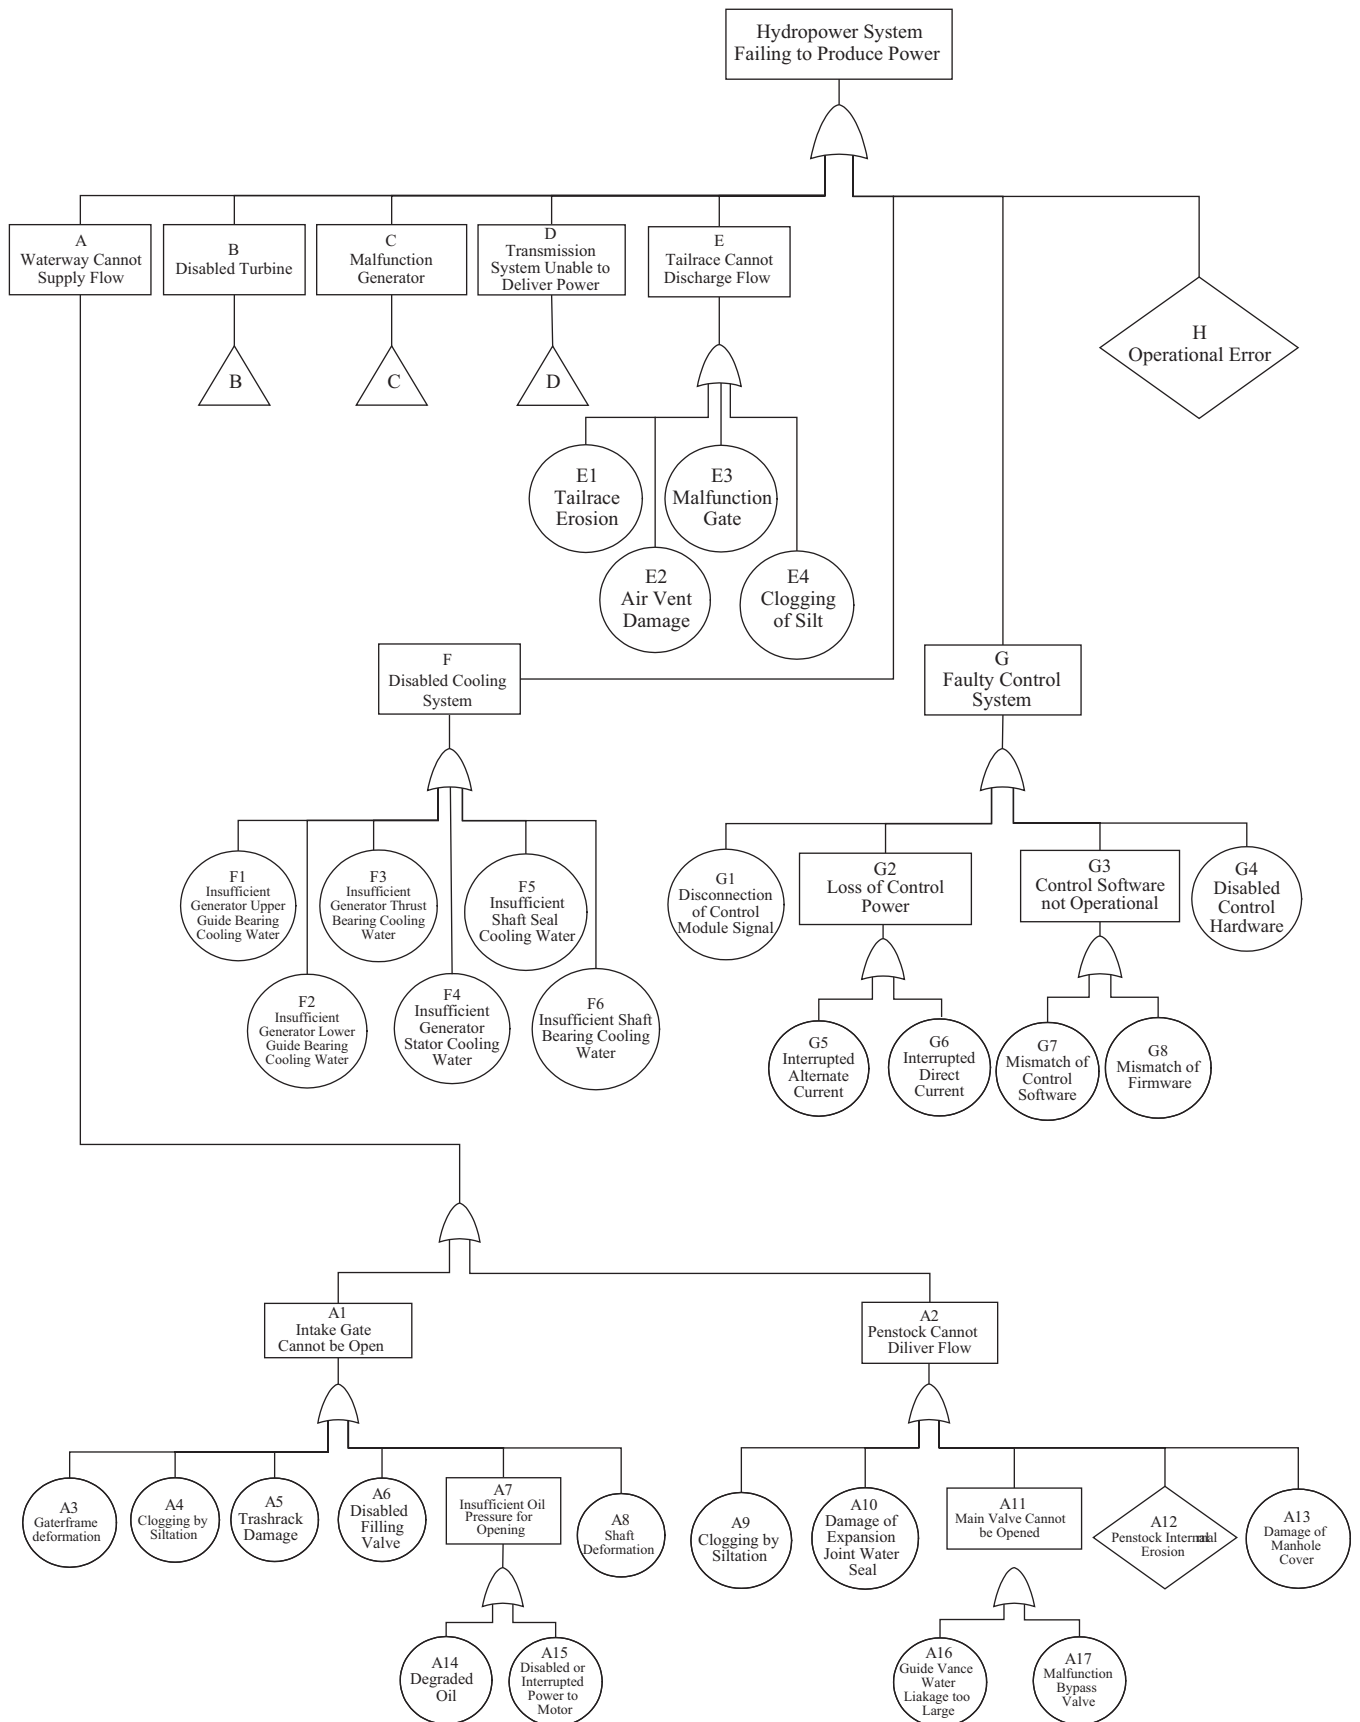 Hydropower System
Failing to Produce Power
A
Waterway Cannot
Supply Flow
B
Disabled Turbine
C
Malfunction
Generator
D
Transmission
System Unable to
Deliver Power
E
Tailrace Cannot
Discharge Flow
H
Operational Error
B
C
D
E1
Tailrace
Erosion
E3
Malfunction
Gate
E2
Air Vent
Damage
E4
Clogging
of Silt
F
Disabled Cooling
System
G
Faulty Control
System
F1
Insufficient
Generator Upper
Guide Bearing
Cooling Water
F3
Insufficient
Generator Thrust
Bearing Cooling
Water
F5
Insufficient
Shaft Seal
Cooling Water
F2
Insufficient
Generator Lower
Guide Bearing
Cooling Water
F4
Insufficient
Generator
Stator Cooling
Water
F6
Insufficient Shaft
Bearing Cooling
Water
G1
Disconnection
of Control
Module Signal
G2
Loss of Control
Power
G3
Control Software
not Operational
G4
Disabled
Control
Hardware
G5
Interrupted
Alternate
Current
G6
Interrupted
Direct
Current
G7
Mismatch of
Control
Software
G8
Mismatch of
Firmware
A1
Intake Gate
Cannot be Open
A2
Penstock Cannot
Diliver Flow
A3
Gaterframe
deformation
A4
Clogging by
Siltation
A5
Trashrack
Damage
A6
Disabled
Filling
Valve
A7
Insufficient Oil
Pressure for
Opening
A8
Shaft
Deformation
A9
Clogging by
Siltation
A10
Damage of
Expansion
Joint Water
Seal
A11
Main Valve Cannot
be Opened
A12
Penstock Internal
Erosion
A13
Damage of
Manhole
Cover
A14
Degraded
Oil
A15
Disabled or
Interrupted
Power to
Motor
A16
Guide Vance
Water
Liakage too
Large
A17
Malfunction
Bypass
Valve